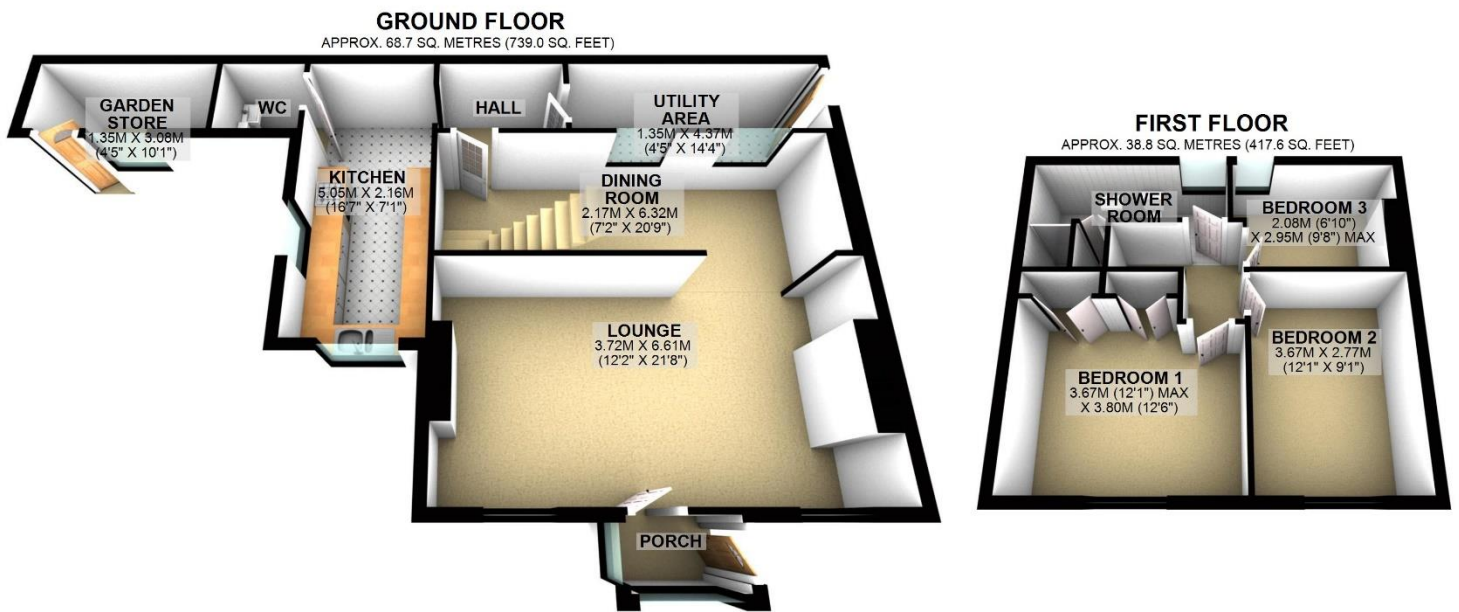 GROUND FLOOR
APPROX. 68.7 SQ. METRES (739.0 SQ. FEET)
GARDEN
STORE
1.35M X 3.08M
(4'5" X 10'1")
WC
HALL
UTILITY
AREA
1.35M X 4.37M
(4'5" X 14'4")
KITCHEN
5.05M X 2.16M
(16'7" X 7'1")
DINING
ROOM
2.17M X 6.32M
(7'2" X 20'9")
LOUNGE
3.72M X 6.61M
(12'2" X 21'8")
PORCH
FIRST FLOOR
APPROX. 38.8 SQ. METRES (417.6 SQ. FEET)
SHOWER
ROOM
BEDROOM 3
2.08M (6'10")
X 2.95M (9'8") MAX
BEDROOM 2
3.67M X 2.77M
(12'1" X 9'1")
BEDROOM 1
3.67M (12'1") MAX
X 3.80M (12'6")